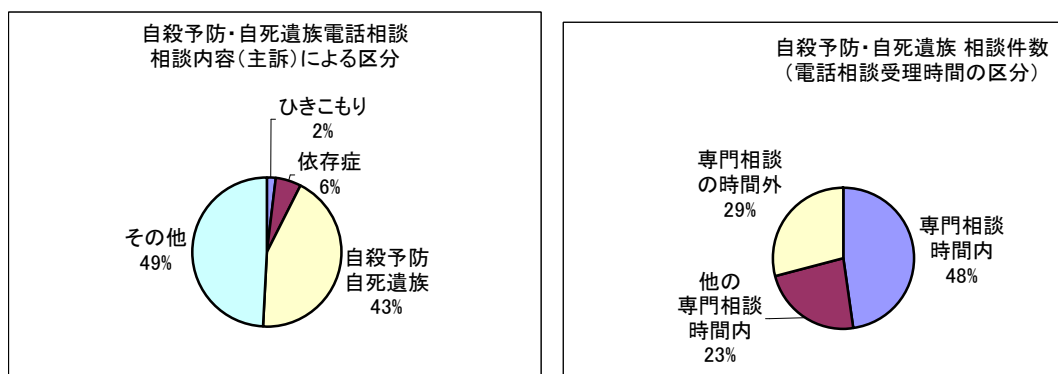 自殺予防・自死遺族電話相談
相談内容(主訴)による区分
ひきこもり
2%
依存症
6%
その他
49%
自殺予防
自死遺族
43%
自殺予防・自死遺族 相談件数
(電話相談受理時間の区分)
専門相談
の時間外
29%
専門相談
時間内
48%
他の
専門相談
時間内
23%